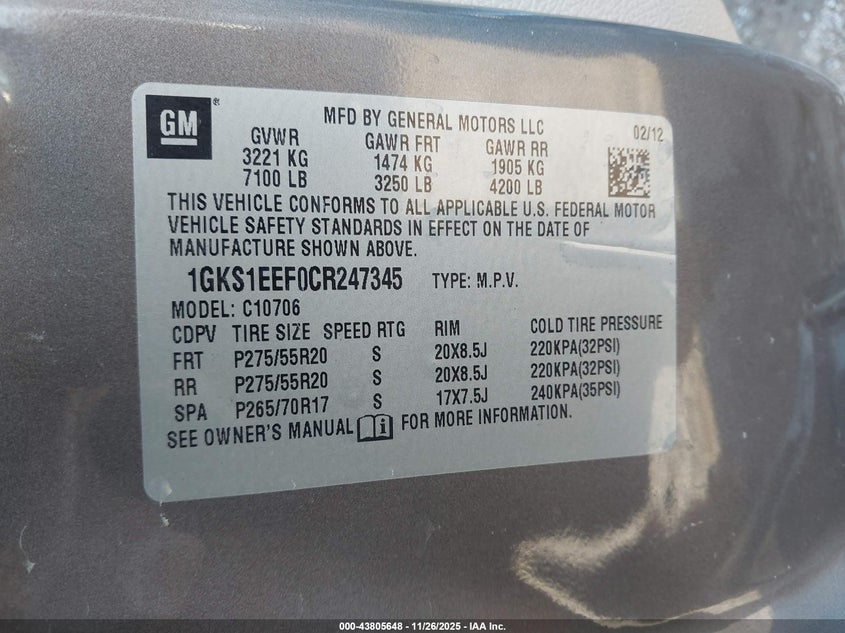 GM®
MFD BY GENERAL MOTORS LLC
02/12
GVWR GAWR FRT GAWR RR
3221 KG 1474 KG 1905 KG
7100 LB 3250 LB 4200 LB
THIS VEHICLE CONFORMS TO ALL APPLICABLE U.S. FEDERAL MOTOR
VEHICLE SAFETY STANDARDS IN EFFECT ON THE DATE OF
MANUFACTURE SHOWN ABOVE.
1GKS1EEF0CR247345 TYPE: M.P.V.
MODEL: C10706
CDPV TIRE SIZE SPEED RTG RIM COLD TIRE PRESSURE
FRT P275/55R20 S 20X8.5J 220KPA(32PSI)
RR P275/55R20 S 20X8.5J 220KPA(32PSI)
SPA P265/70R17 S 17X7.5J 240KPA(35PSI)
SEE OWNER'S MANUAL i FOR MORE INFORMATION.
000-43805648 - 11/26/2025 - IAA Inc.